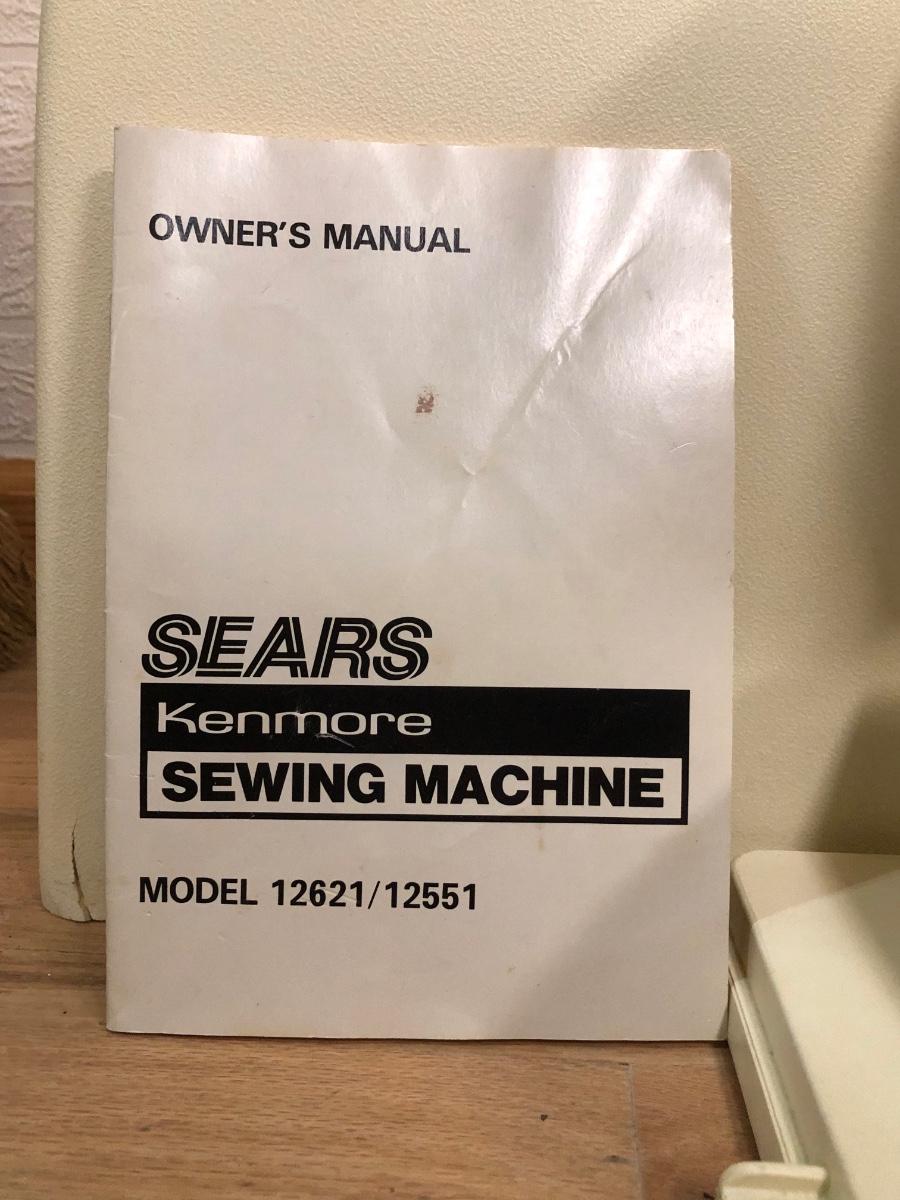 OWNER'S MANUAL
SEARS
Kenmore
SEWING MACHINE
MODEL 12621/12551